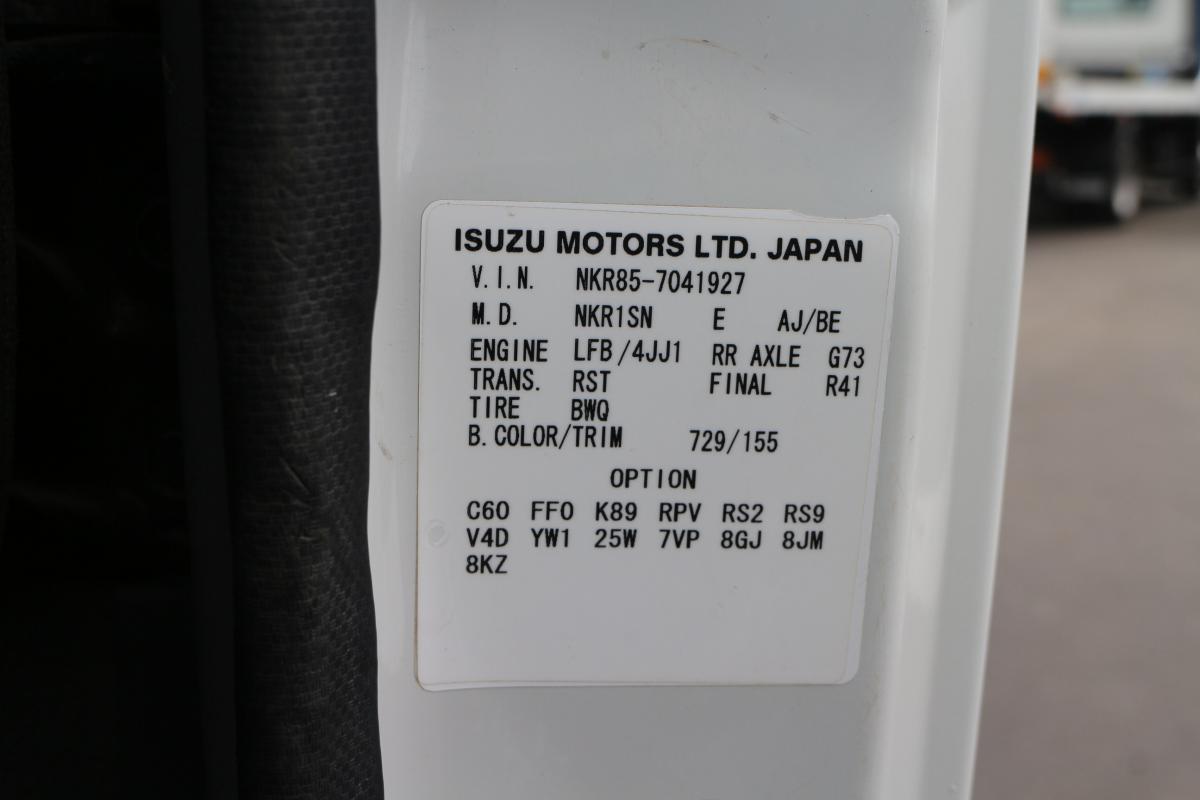 ISUZU MOTORS LTD. JAPAN
V.I.N. NKR85-7041927
M.D. NKR1SN E AJ/BE
ENGINE LFB/4JJ1 RR AXLE G73
TRANS. RST FINAL R41
TIRE BWQ
B.COLOR/TRIM 729/155
OPTION
C60 FF0 K89 RPV RS2 RS9
V4D YW1 25W 7VP 8GJ 8JM
8KZ